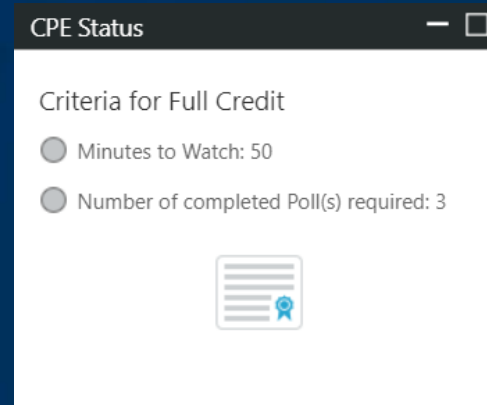 CPE Status
Criteria for Full Credit
Minutes to Watch: 50
Number of completed Poll(s) required: 3